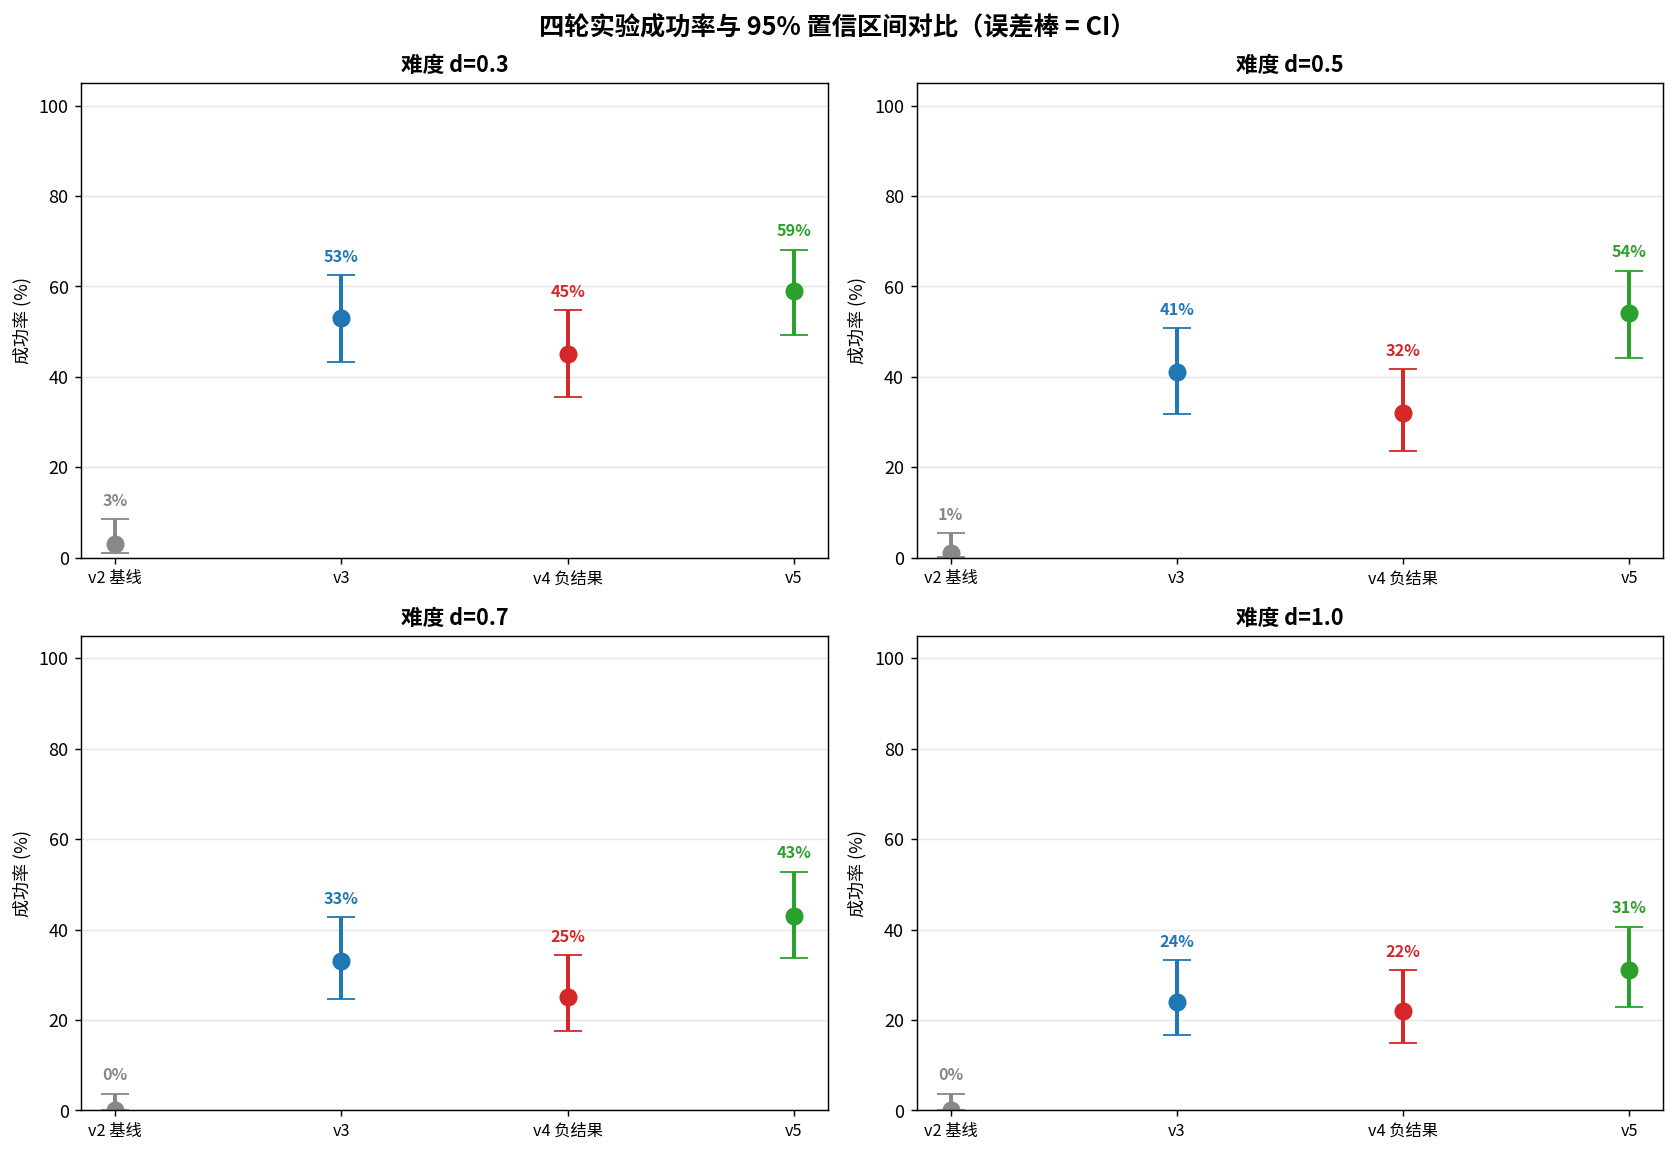 四轮实验成功率与 95% 置信区间对比（误差棒 = CI）
难度 d=0.3
100
80
60
40
20
0
成功率 (%)
3%
53%
45%
59%
v2 基线
v3
v4 负结果
v5
难度 d=0.5
100
80
60
40
20
0
成功率 (%)
1%
41%
32%
54%
v2 基线
v3
v4 负结果
v5
难度 d=0.7
100
80
60
40
20
0
成功率 (%)
0%
33%
25%
43%
v2 基线
v3
v4 负结果
v5
难度 d=1.0
100
80
60
40
20
0
成功率 (%)
0%
24%
22%
31%
v2 基线
v3
v4 负结果
v5